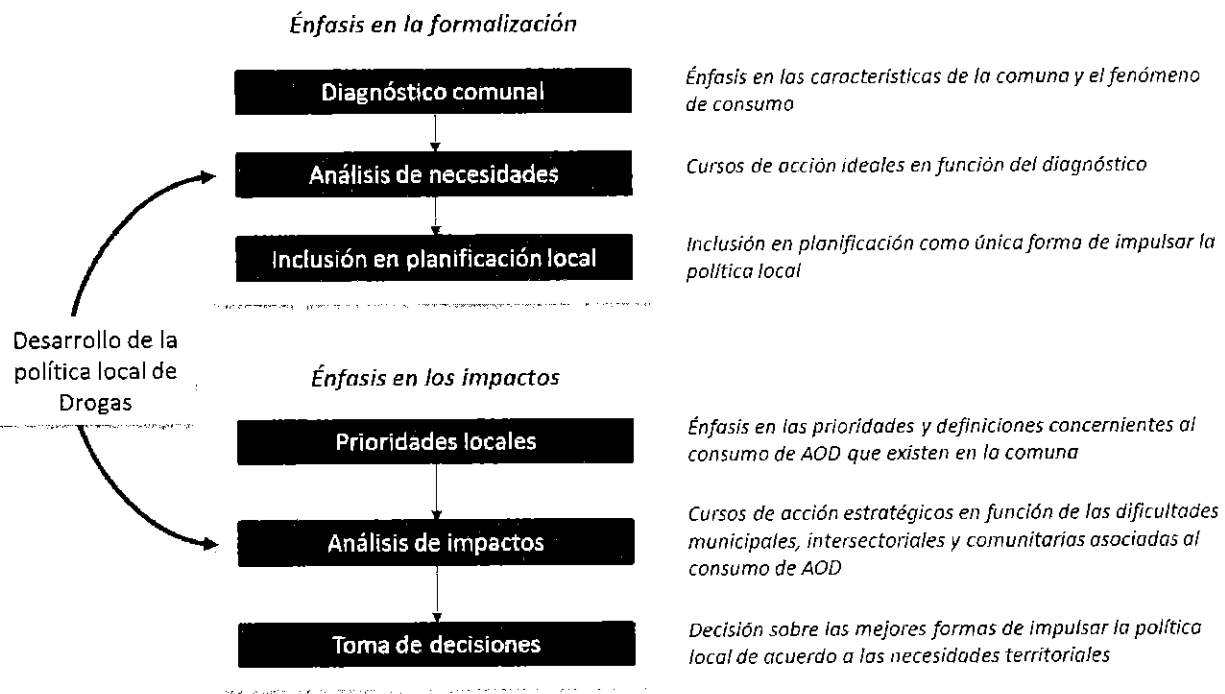 Énfasis en la formalización
Diagnóstico comunal
Énfasis en las características de la comuna y el fenómeno
de consumo
Análisis de necesidades
Cursos de acción ideales en función del diagnóstico
Inclusión en planificación local
Inclusión en planificación como única forma de impulsar la
política local
Desarrollo de la
política local de
Drogas
Énfasis en los impactos
Prioridades locales
Énfasis en las prioridades y definiciones concernientes al
consumo de AOD que existen en la comuna
Análisis de impactos
Cursos de acción estratégicos en función de las dificultades
municipales, intersectoriales y comunitarias asociadas al
consumo de AOD
Toma de decisiones
Decisión sobre las mejores formas de impulsar la política
local de acuerdo a las necesidades territoriales